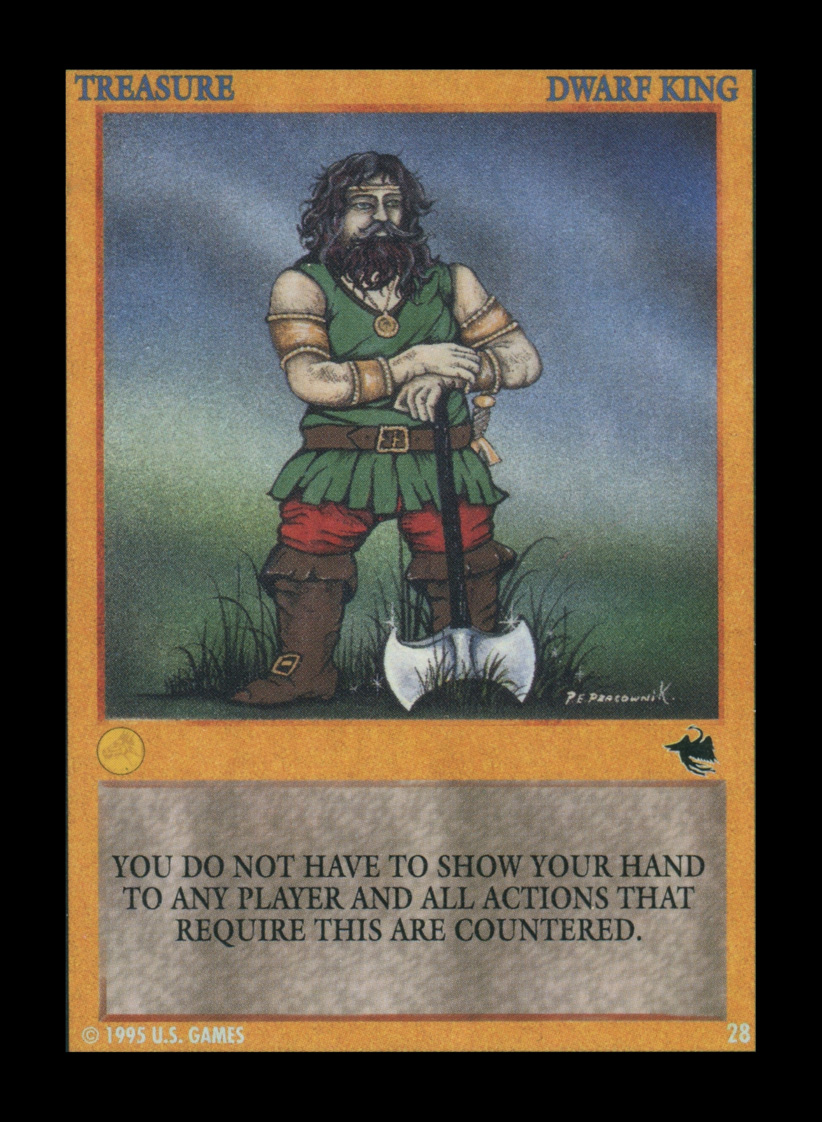 TREASURE
DWARF KING
P.E.PRACOWNIK.
YOU DO NOT HAVE TO SHOW YOUR HAND
TO ANY PLAYER AND ALL ACTIONS THAT
REQUIRE THIS ARE COUNTERED.
© 1995 U.S. GAMES
28